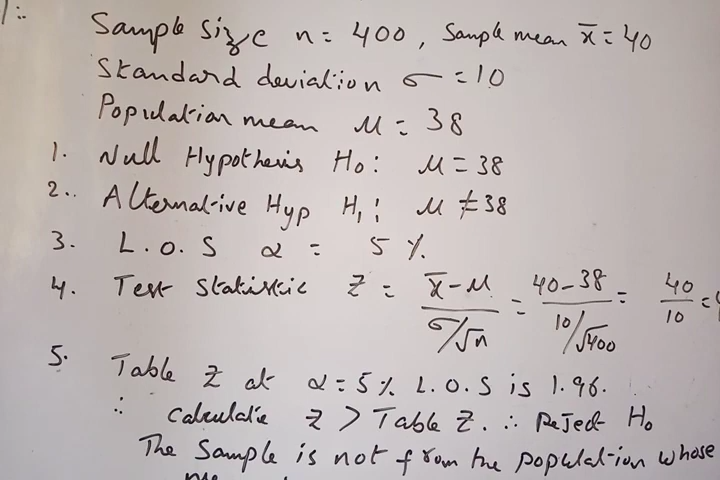 1:-
Sample size n = 400, Sample mean x̄ = 40
Standard deviation σ = 10
Population mean μ = 38
1. Null Hypothesis H₀: μ = 38
2.. Alternative Hyp H₁: μ ≠ 38
3. L.O.S α = 5 %.
4. Test Statistic Z = (x̄ - μ)/(σ/√n) = (40 - 38)/(10/√400) = 40/10 =
5. Table Z at α = 5% L.O.S is 1.96.
∴ Calculate Z > Table Z. ∴ Reject H₀
The Sample is not from the population whose